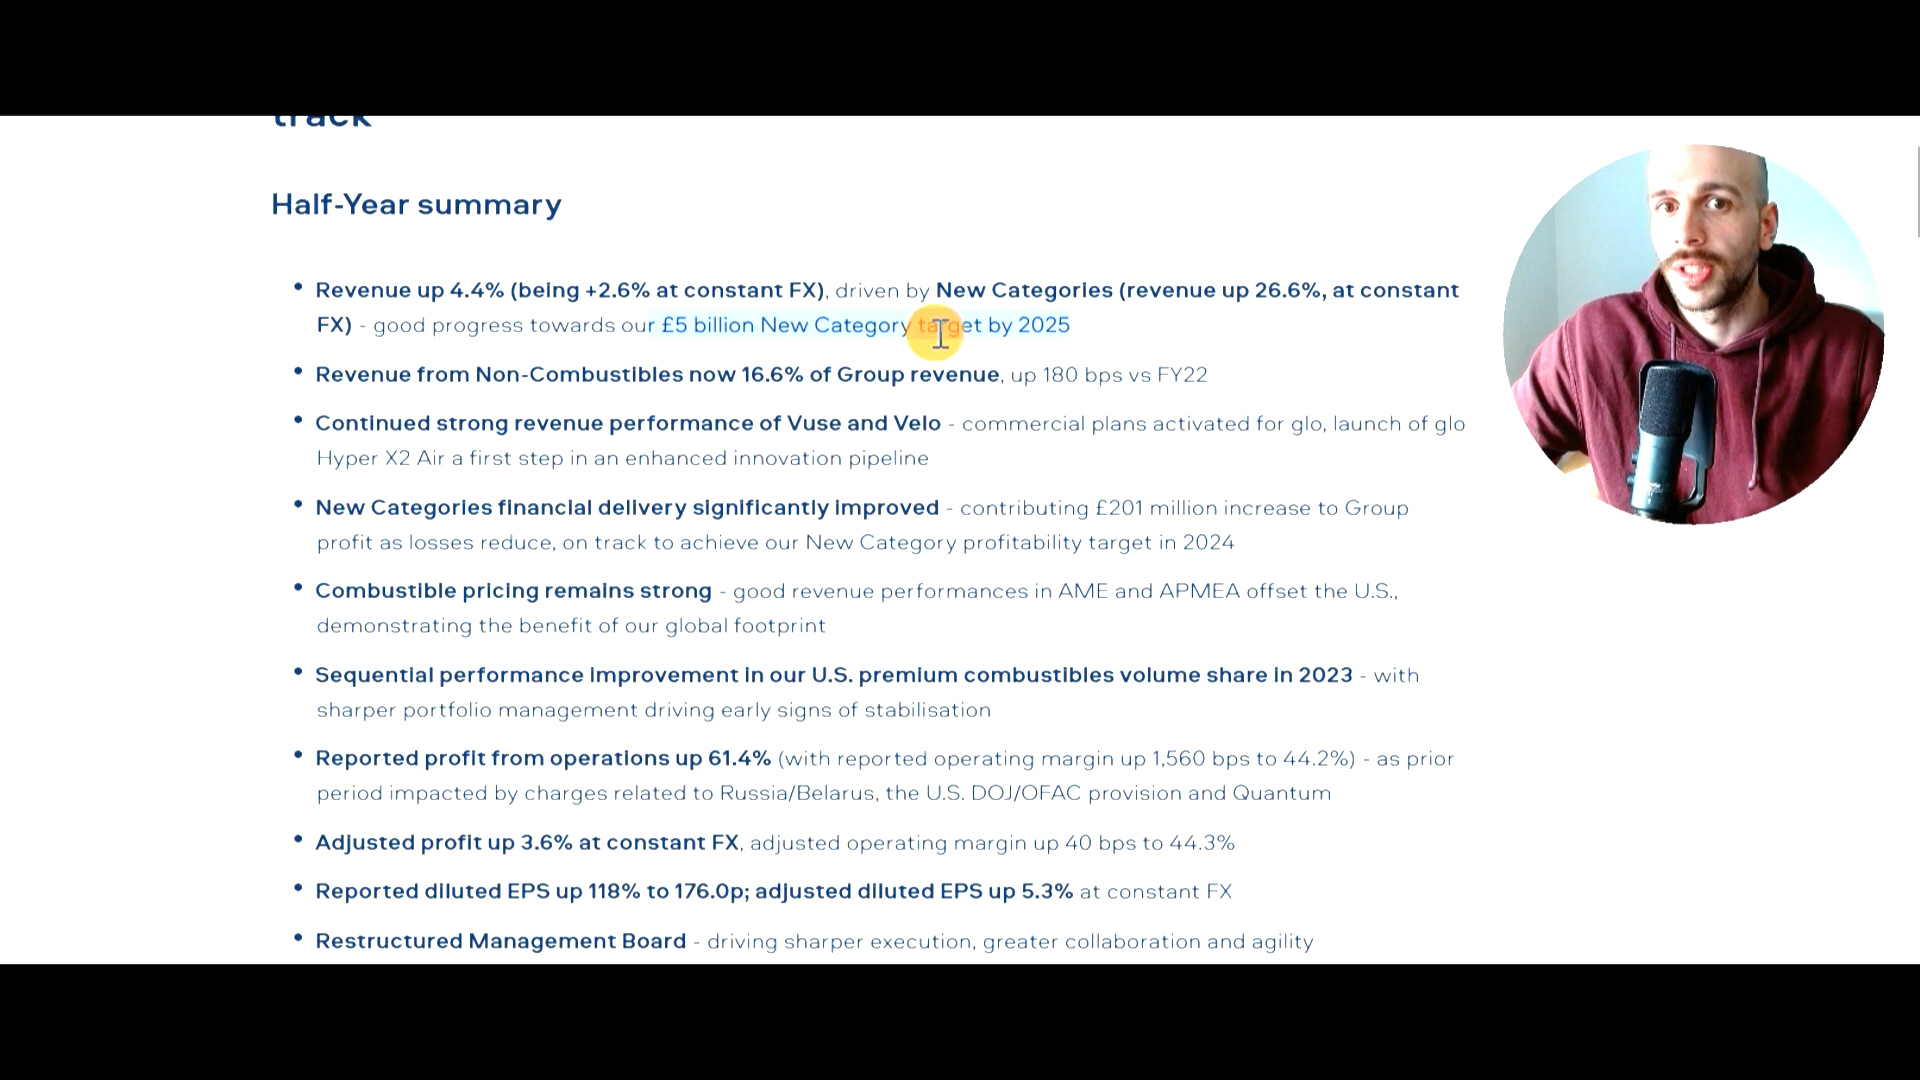 track
Half-Year summary
• Revenue up 4.4% (being +2.6% at constant FX), driven by New Categories (revenue up 26.6%, at constant
FX) - good progress towards our £5 billion New Category target by 2025
• Revenue from Non-Combustibles now 16.6% of Group revenue, up 180 bps vs FY22
• Continued strong revenue performance of Vuse and Velo - commercial plans activated for glo, launch of glo
Hyper X2 Air a first step in an enhanced innovation pipeline
• New Categories financial delivery significantly improved - contributing £201 million increase to Group
profit as losses reduce, on track to achieve our New Category profitability target in 2024
• Combustible pricing remains strong - good revenue performances in AME and APMEA offset the U.S.,
demonstrating the benefit of our global footprint
• Sequential performance improvement in our U.S. premium combustibles volume share in 2023 - with
sharper portfolio management driving early signs of stabilisation
• Reported profit from operations up 61.4% (with reported operating margin up 1,560 bps to 44.2%) - as prior
period impacted by charges related to Russia/Belarus, the U.S. DOJ/OFAC provision and Quantum
• Adjusted profit up 3.6% at constant FX, adjusted operating margin up 40 bps to 44.3%
• Reported diluted EPS up 118% to 176.0p; adjusted diluted EPS up 5.3% at constant FX
• Restructured Management Board - driving sharper execution, greater collaboration and agility